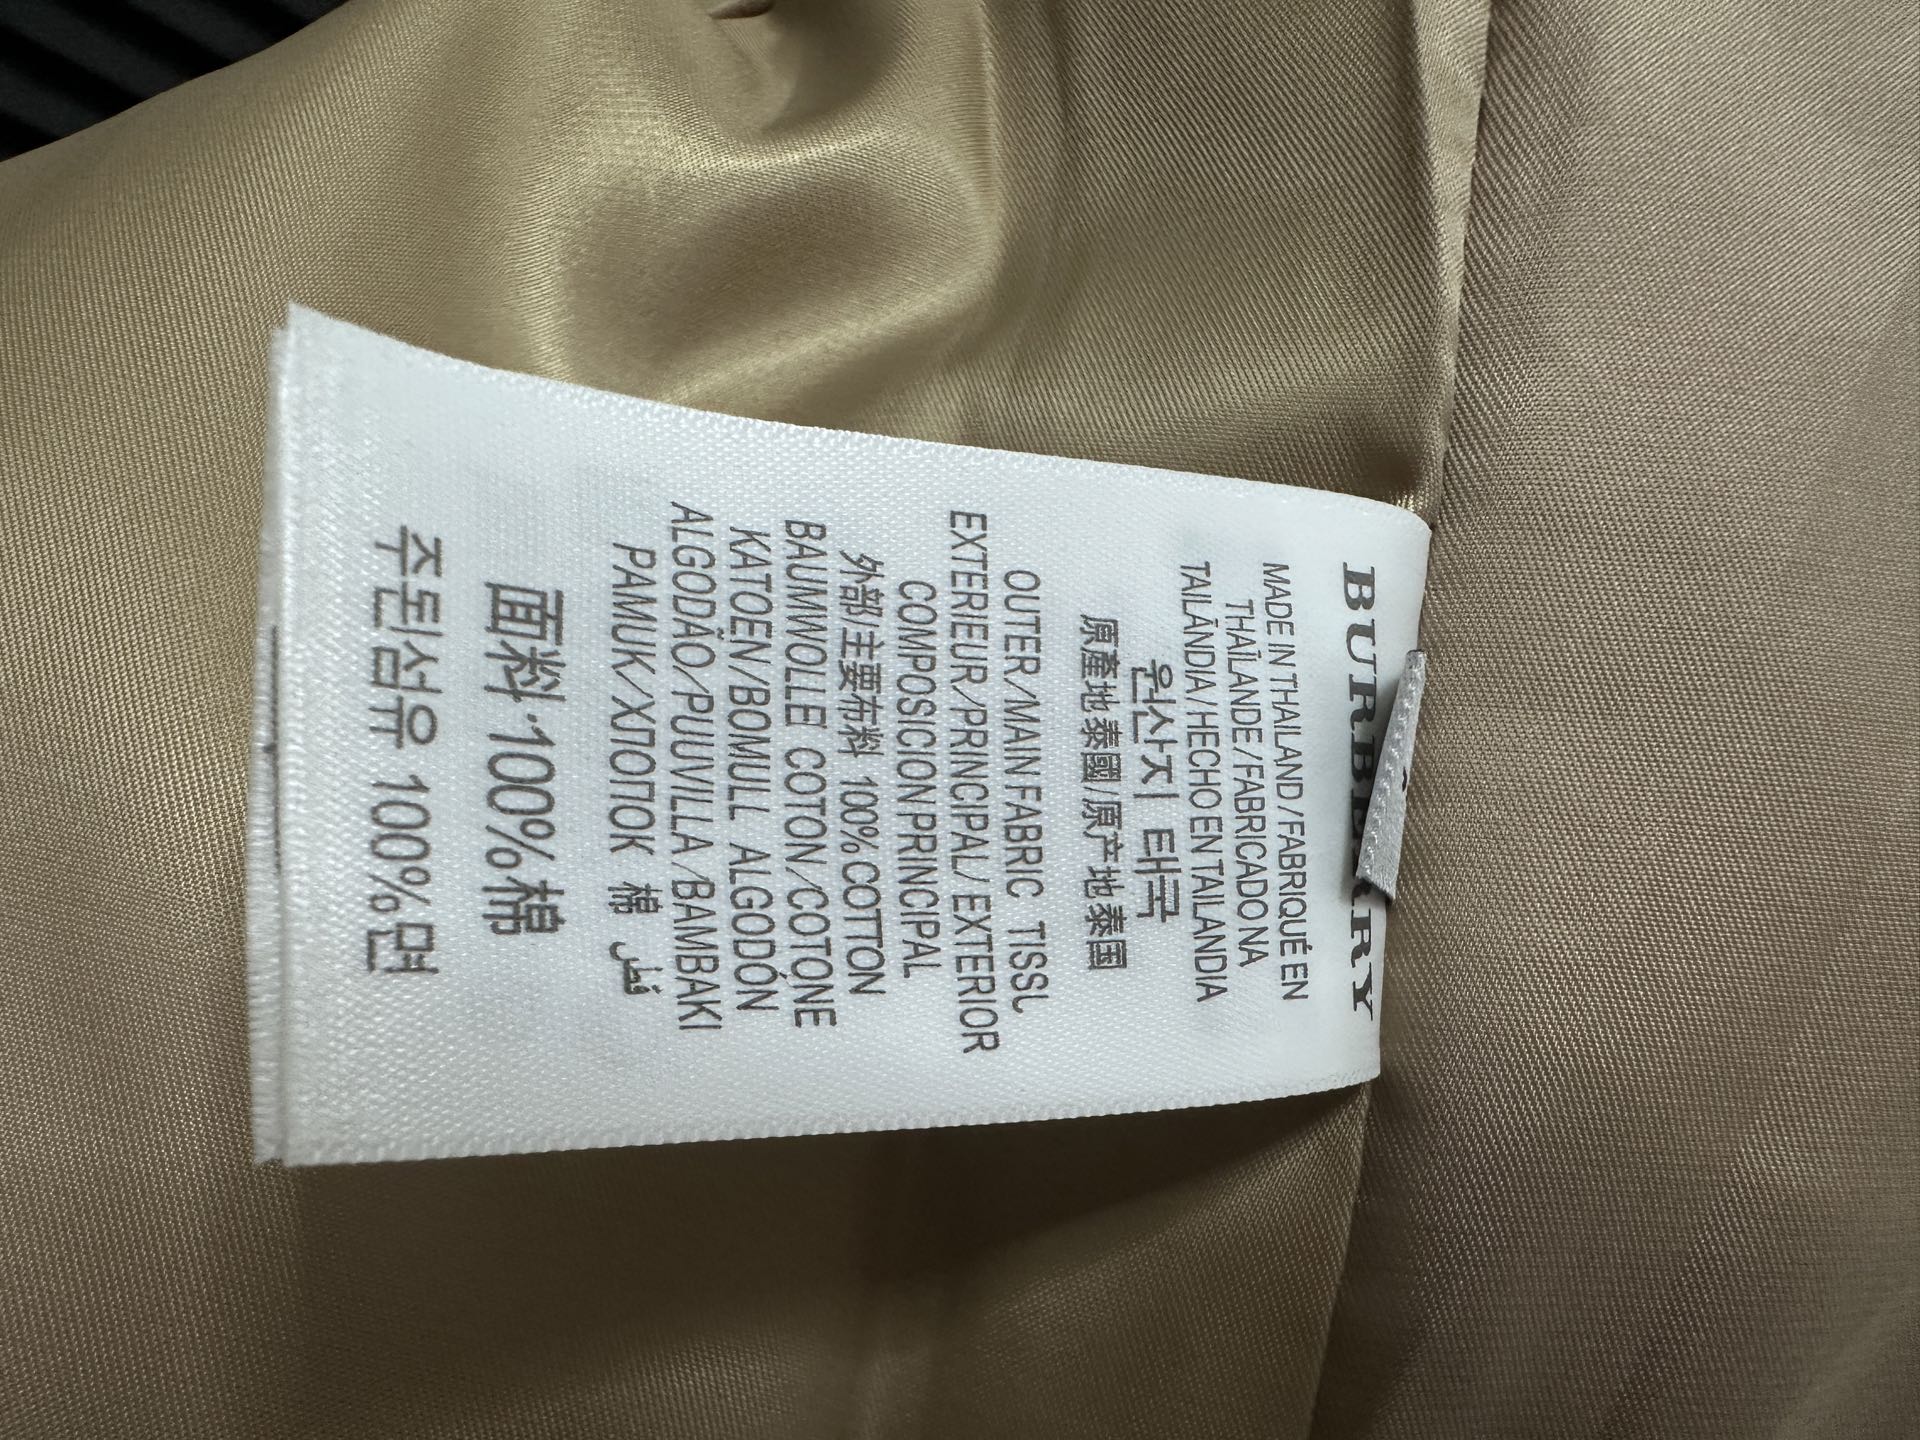 BURBERRY
MADE IN THAILAND/FABRIQUÉ EN
THAÏLANDE/FABRICADO NA
TAILÂNDIA/HECHO EN TAILANDIA
원산지 태국
原產地泰國/原产地泰国
OUTER/MAIN FABRIC TISSU
EXTERIEUR/PRINCIPAL/EXTERIOR
COMPOSICION PRINCIPAL
外部主要布料 100% COTTON
BAUMWOLLE COTON/COTONE
KATOEN/BOMULL ALGODÓN
ALGODÃO/PUUVILLA/BAMBAKI
PAMUK/ХЛОПОК 棉 قطن
面料:100%棉
주된섬유 100%면